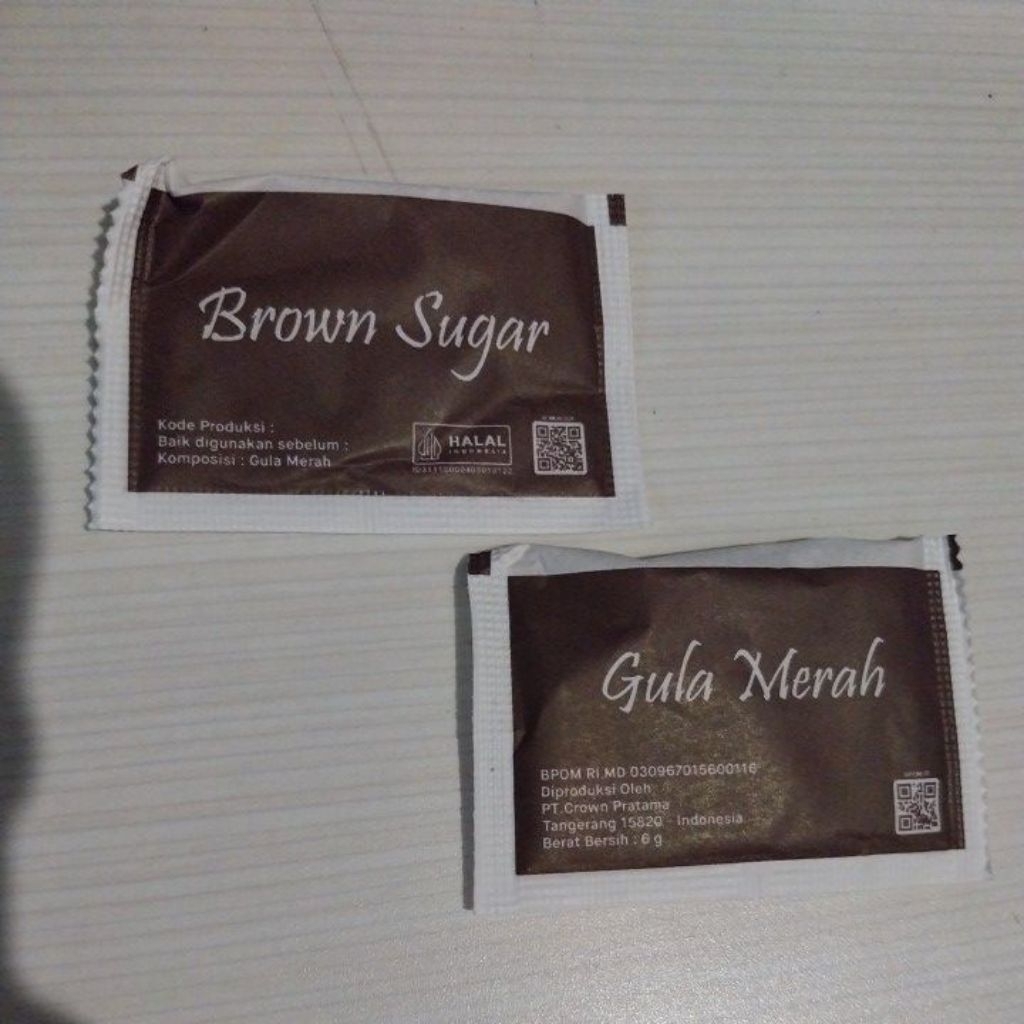 Brown Sugar
Kode Produksi :
Baik digunakan sebelum :
Komposisi : Gula Merah
HALAL
INDONESIA
Gula Merah
BPOM RI MD 030967015600116
Diproduksi Oleh
PT.Crown Pratama
Tangerang 15820 - Indonesia
Berat Bersih : 6 g